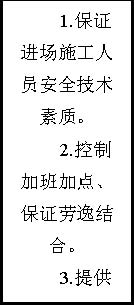 1.保证
进场施工人
员安全技术
素质。
2.控制
加班加点、
保证劳逸结
合。
3.提供